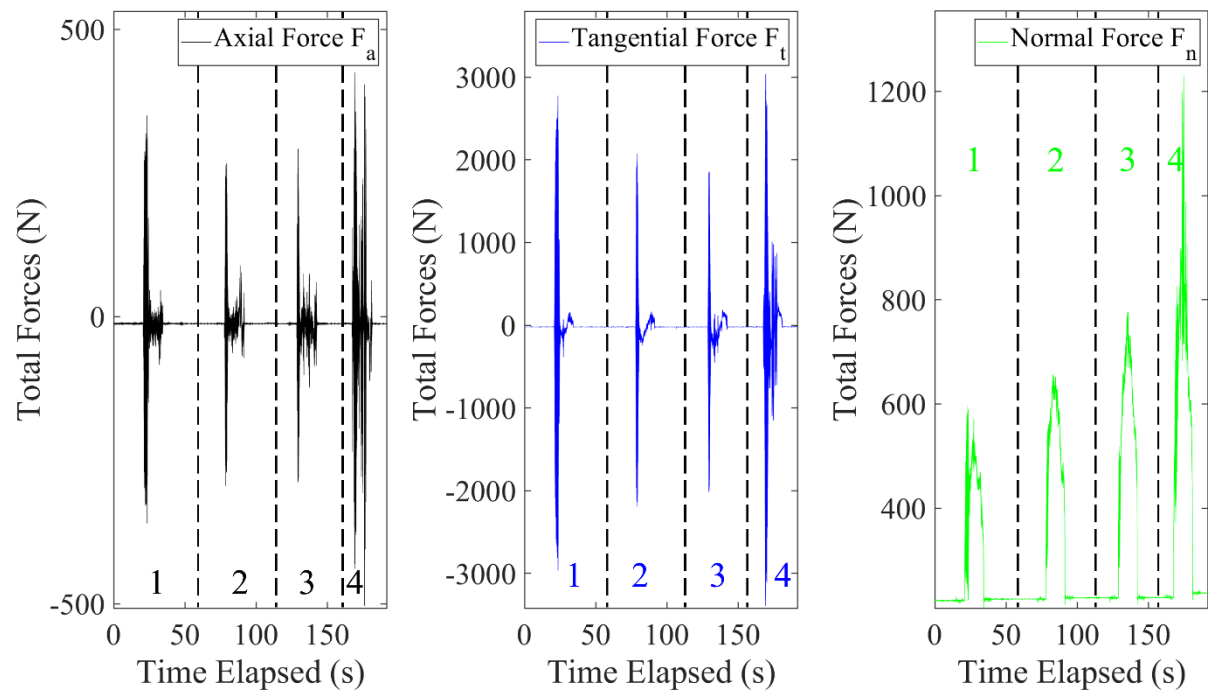 Axial Force F_a
500
0
-500
Total Forces (N)
1 2 3 4
0 50 100 150
Time Elapsed (s)
Tangential Force F_t
3000
2000
1000
0
-1000
-2000
-3000
Total Forces (N)
1 2 3 4
0 50 100 150
Time Elapsed (s)
Normal Force F_n
1200
1000
800
600
400
Total Forces (N)
1 2 3 4
0 50 100 150
Time Elapsed (s)